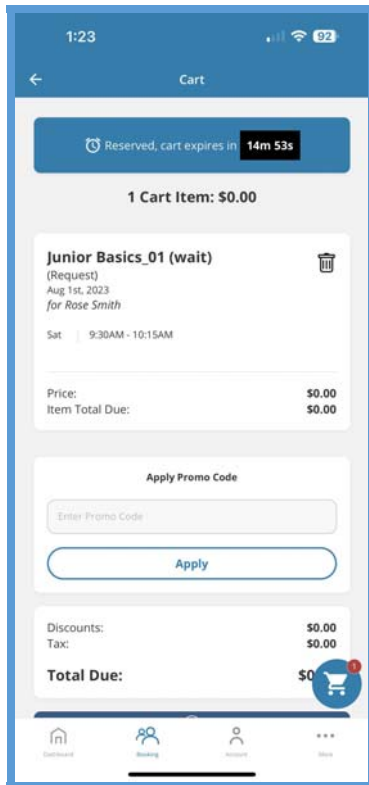 1:23
92
Cart
Reserved, cart expires in 14m 53s
1 Cart Item: $0.00
Junior Basics_01 (wait)
(Request)
Aug 1st, 2023
for Rose Smith
Sat 9:30AM - 10:15AM
Price: $0.00
Item Total Due: $0.00
Apply Promo Code
Enter Promo Code
Apply
Discounts: $0.00
Tax: $0.00
Total Due: $0
1
Dashboard Booking Account More